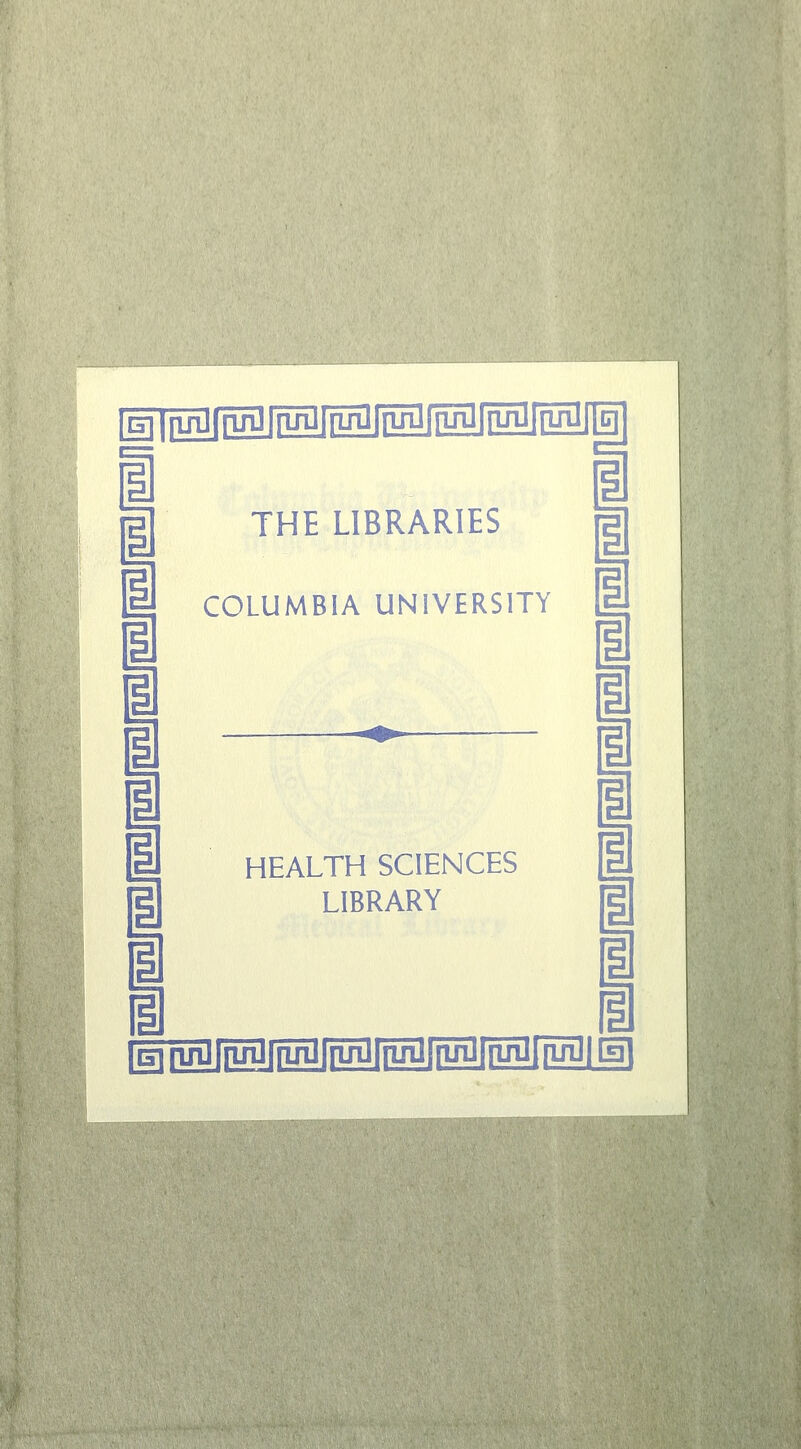 THE LIBRARIES
COLUMBIA UNIVERSITY
HEALTH SCIENCES
LIBRARY